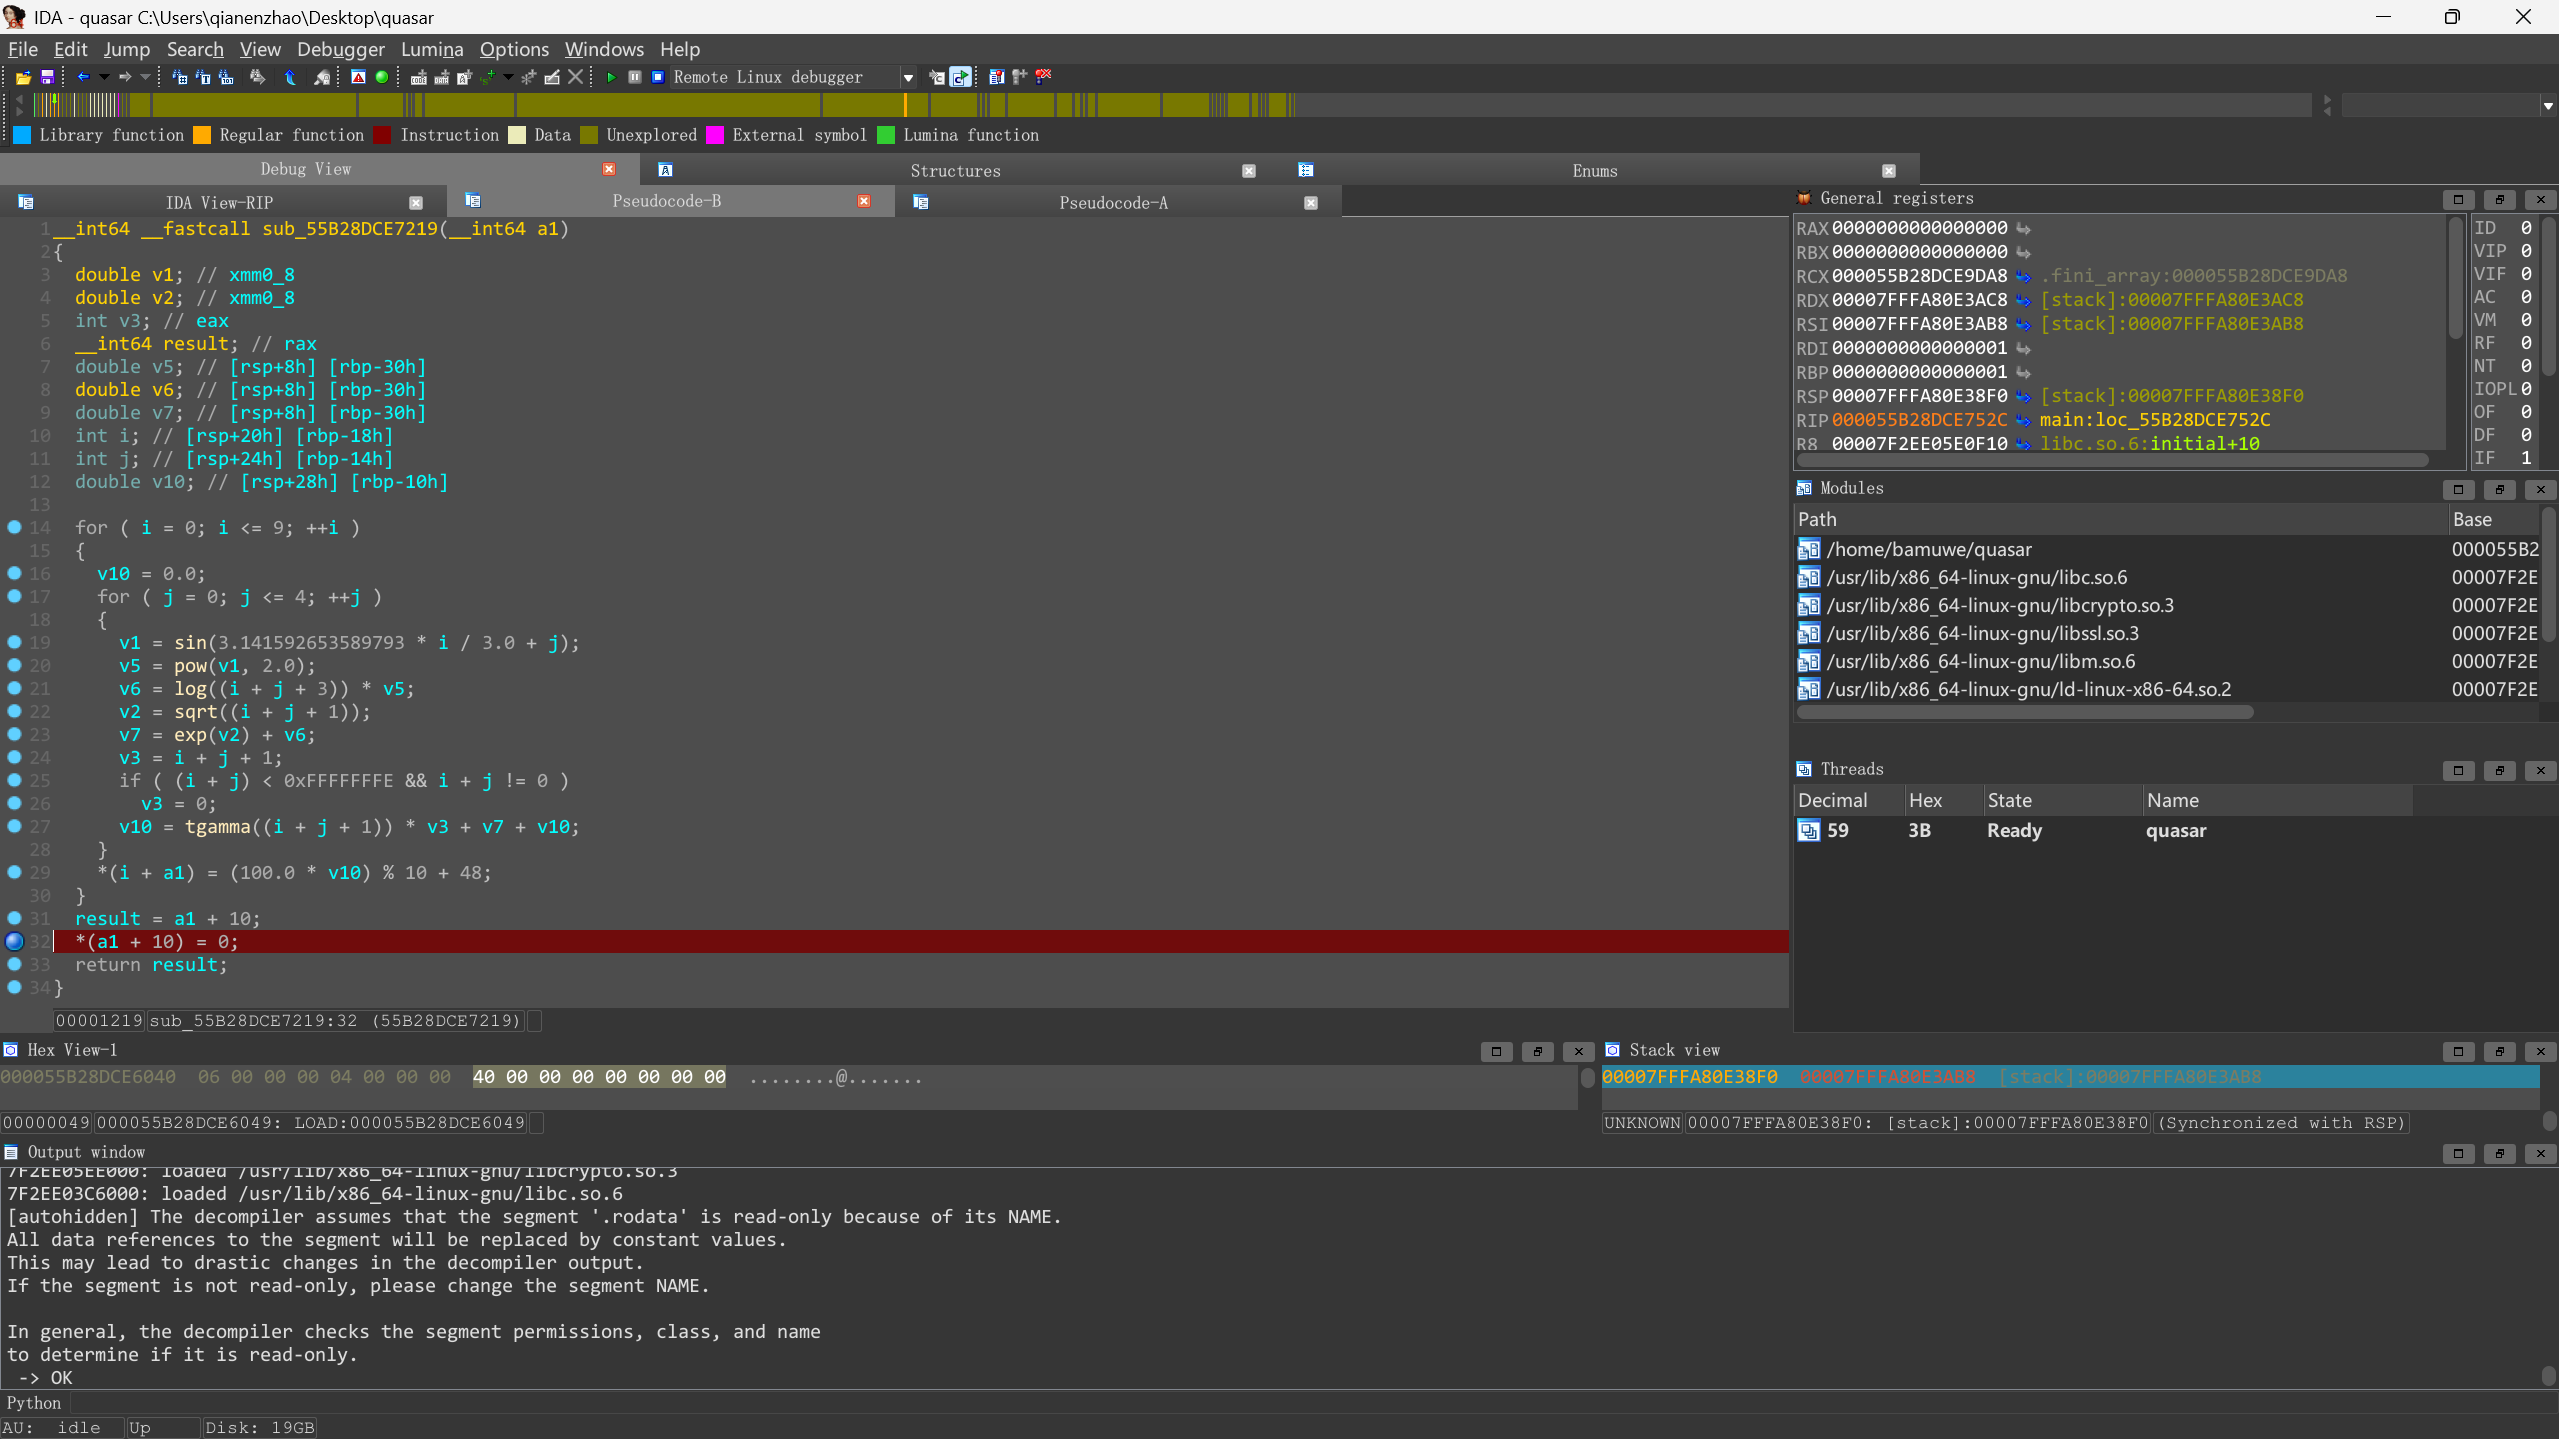 IDA - quasar C:\Users\qianenzhao\Desktop\quasar
File Edit Jump Search View Debugger Lumina Options Windows Help
Remote Linux debugger
Library function Regular function Instruction Data Unexplored External symbol Lumina function
Debug View Structures Enums
IDA View-RIP Pseudocode-B Pseudocode-A
1 __int64 __fastcall sub_55B28DCE7219(__int64 a1)
2 {
3 double v1; // xmm0_8
4 double v2; // xmm0_8
5 int v3; // eax
6 __int64 result; // rax
7 double v5; // [rsp+8h] [rbp-30h]
8 double v6; // [rsp+8h] [rbp-30h]
9 double v7; // [rsp+8h] [rbp-30h]
10 int i; // [rsp+20h] [rbp-18h]
11 int j; // [rsp+24h] [rbp-14h]
12 double v10; // [rsp+28h] [rbp-10h]
13
14 for ( i = 0; i <= 9; ++i )
15 {
16 v10 = 0.0;
17 for ( j = 0; j <= 4; ++j )
18 {
19 v1 = sin(3.141592653589793 * i / 3.0 + j);
20 v5 = pow(v1, 2.0);
21 v6 = log((i + j + 3)) * v5;
22 v2 = sqrt((i + j + 1));
23 v7 = exp(v2) + v6;
24 v3 = i + j + 1;
25 if ( (i + j) < 0xFFFFFFFE && i + j != 0 )
26 v3 = 0;
27 v10 = tgamma((i + j + 1)) * v3 + v7 + v10;
28 }
29 *(i + a1) = (100.0 * v10) % 10 + 48;
30 }
31 result = a1 + 10;
32 *(a1 + 10) = 0;
33 return result;
34 }
00001219 sub_55B28DCE7219:32 (55B28DCE7219)
General registers
RAX 0000000000000000
RBX 0000000000000000
RCX 000055B28DCE9DA8 .fini_array:000055B28DCE9DA8
RDX 00007FFFA80E3AC8 [stack]:00007FFFA80E3AC8
RSI 00007FFFA80E3AB8 [stack]:00007FFFA80E3AB8
RDI 0000000000000001
RBP 0000000000000001
RSP 00007FFFA80E38F0 [stack]:00007FFFA80E38F0
RIP 000055B28DCE752C main:loc_55B28DCE752C
R8 00007F2EE05E0F10 libc.so.6:initial+10
ID 0
VIP 0
VIF 0
AC 0
VM 0
RF 0
NT 0
IOPL 0
OF 0
DF 0
IF 1
Modules
Path Base
/home/bamuwe/quasar 000055B2
/usr/lib/x86_64-linux-gnu/libc.so.6 00007F2E
/usr/lib/x86_64-linux-gnu/libcrypto.so.3 00007F2E
/usr/lib/x86_64-linux-gnu/libssl.so.3 00007F2E
/usr/lib/x86_64-linux-gnu/libm.so.6 00007F2E
/usr/lib/x86_64-linux-gnu/ld-linux-x86-64.so.2 00007F2E
Threads
Decimal Hex State Name
59 3B Ready quasar
Hex View-1
000055B28DCE6040 06 00 00 00 04 00 00 00 40 00 00 00 00 00 00 00 ........@.......
00000049 000055B28DCE6049: LOAD:000055B28DCE6049
Stack view
00007FFFA80E38F0 00007FFFA80E3AB8 [stack]:00007FFFA80E3AB8
UNKNOWN 00007FFFA80E38F0: [stack]:00007FFFA80E38F0 (Synchronized with RSP)
Output window
7F2EE05EE000: loaded /usr/lib/x86_64-linux-gnu/libcrypto.so.3
7F2EE03C6000: loaded /usr/lib/x86_64-linux-gnu/libc.so.6
[autohidden] The decompiler assumes that the segment '.rodata' is read-only because of its NAME.
All data references to the segment will be replaced by constant values.
This may lead to drastic changes in the decompiler output.
If the segment is not read-only, please change the segment NAME.
In general, the decompiler checks the segment permissions, class, and name
to determine if it is read-only.
-> OK
Python
AU: idle Up Disk: 19GB